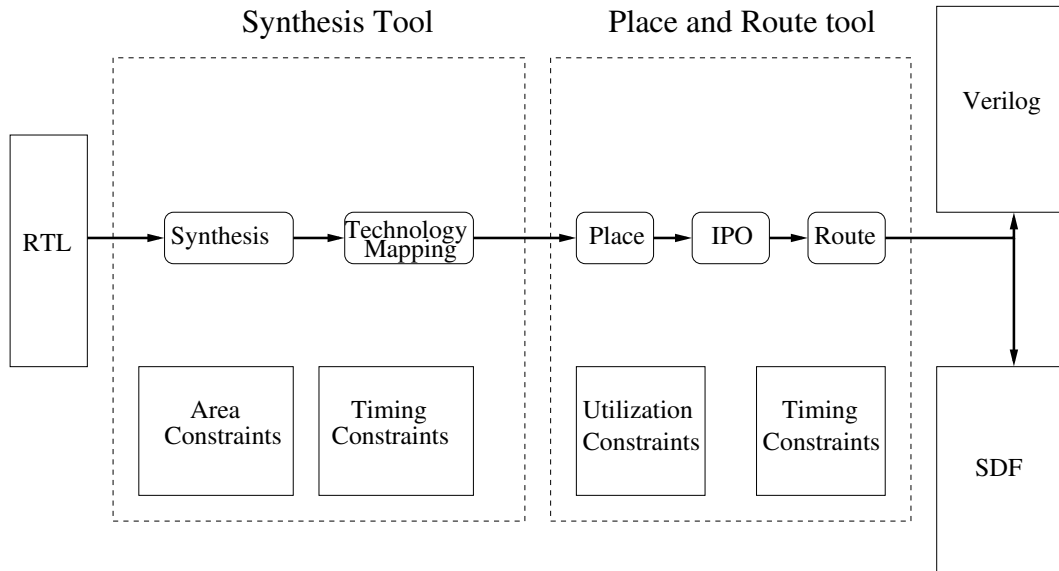 Synthesis Tool
Place and Route tool
Verilog
RTL
Synthesis
Technology
Mapping
Place
IPO
Route
Area
Constraints
Timing
Constraints
Utilization
Constraints
Timing
Constraints
SDF